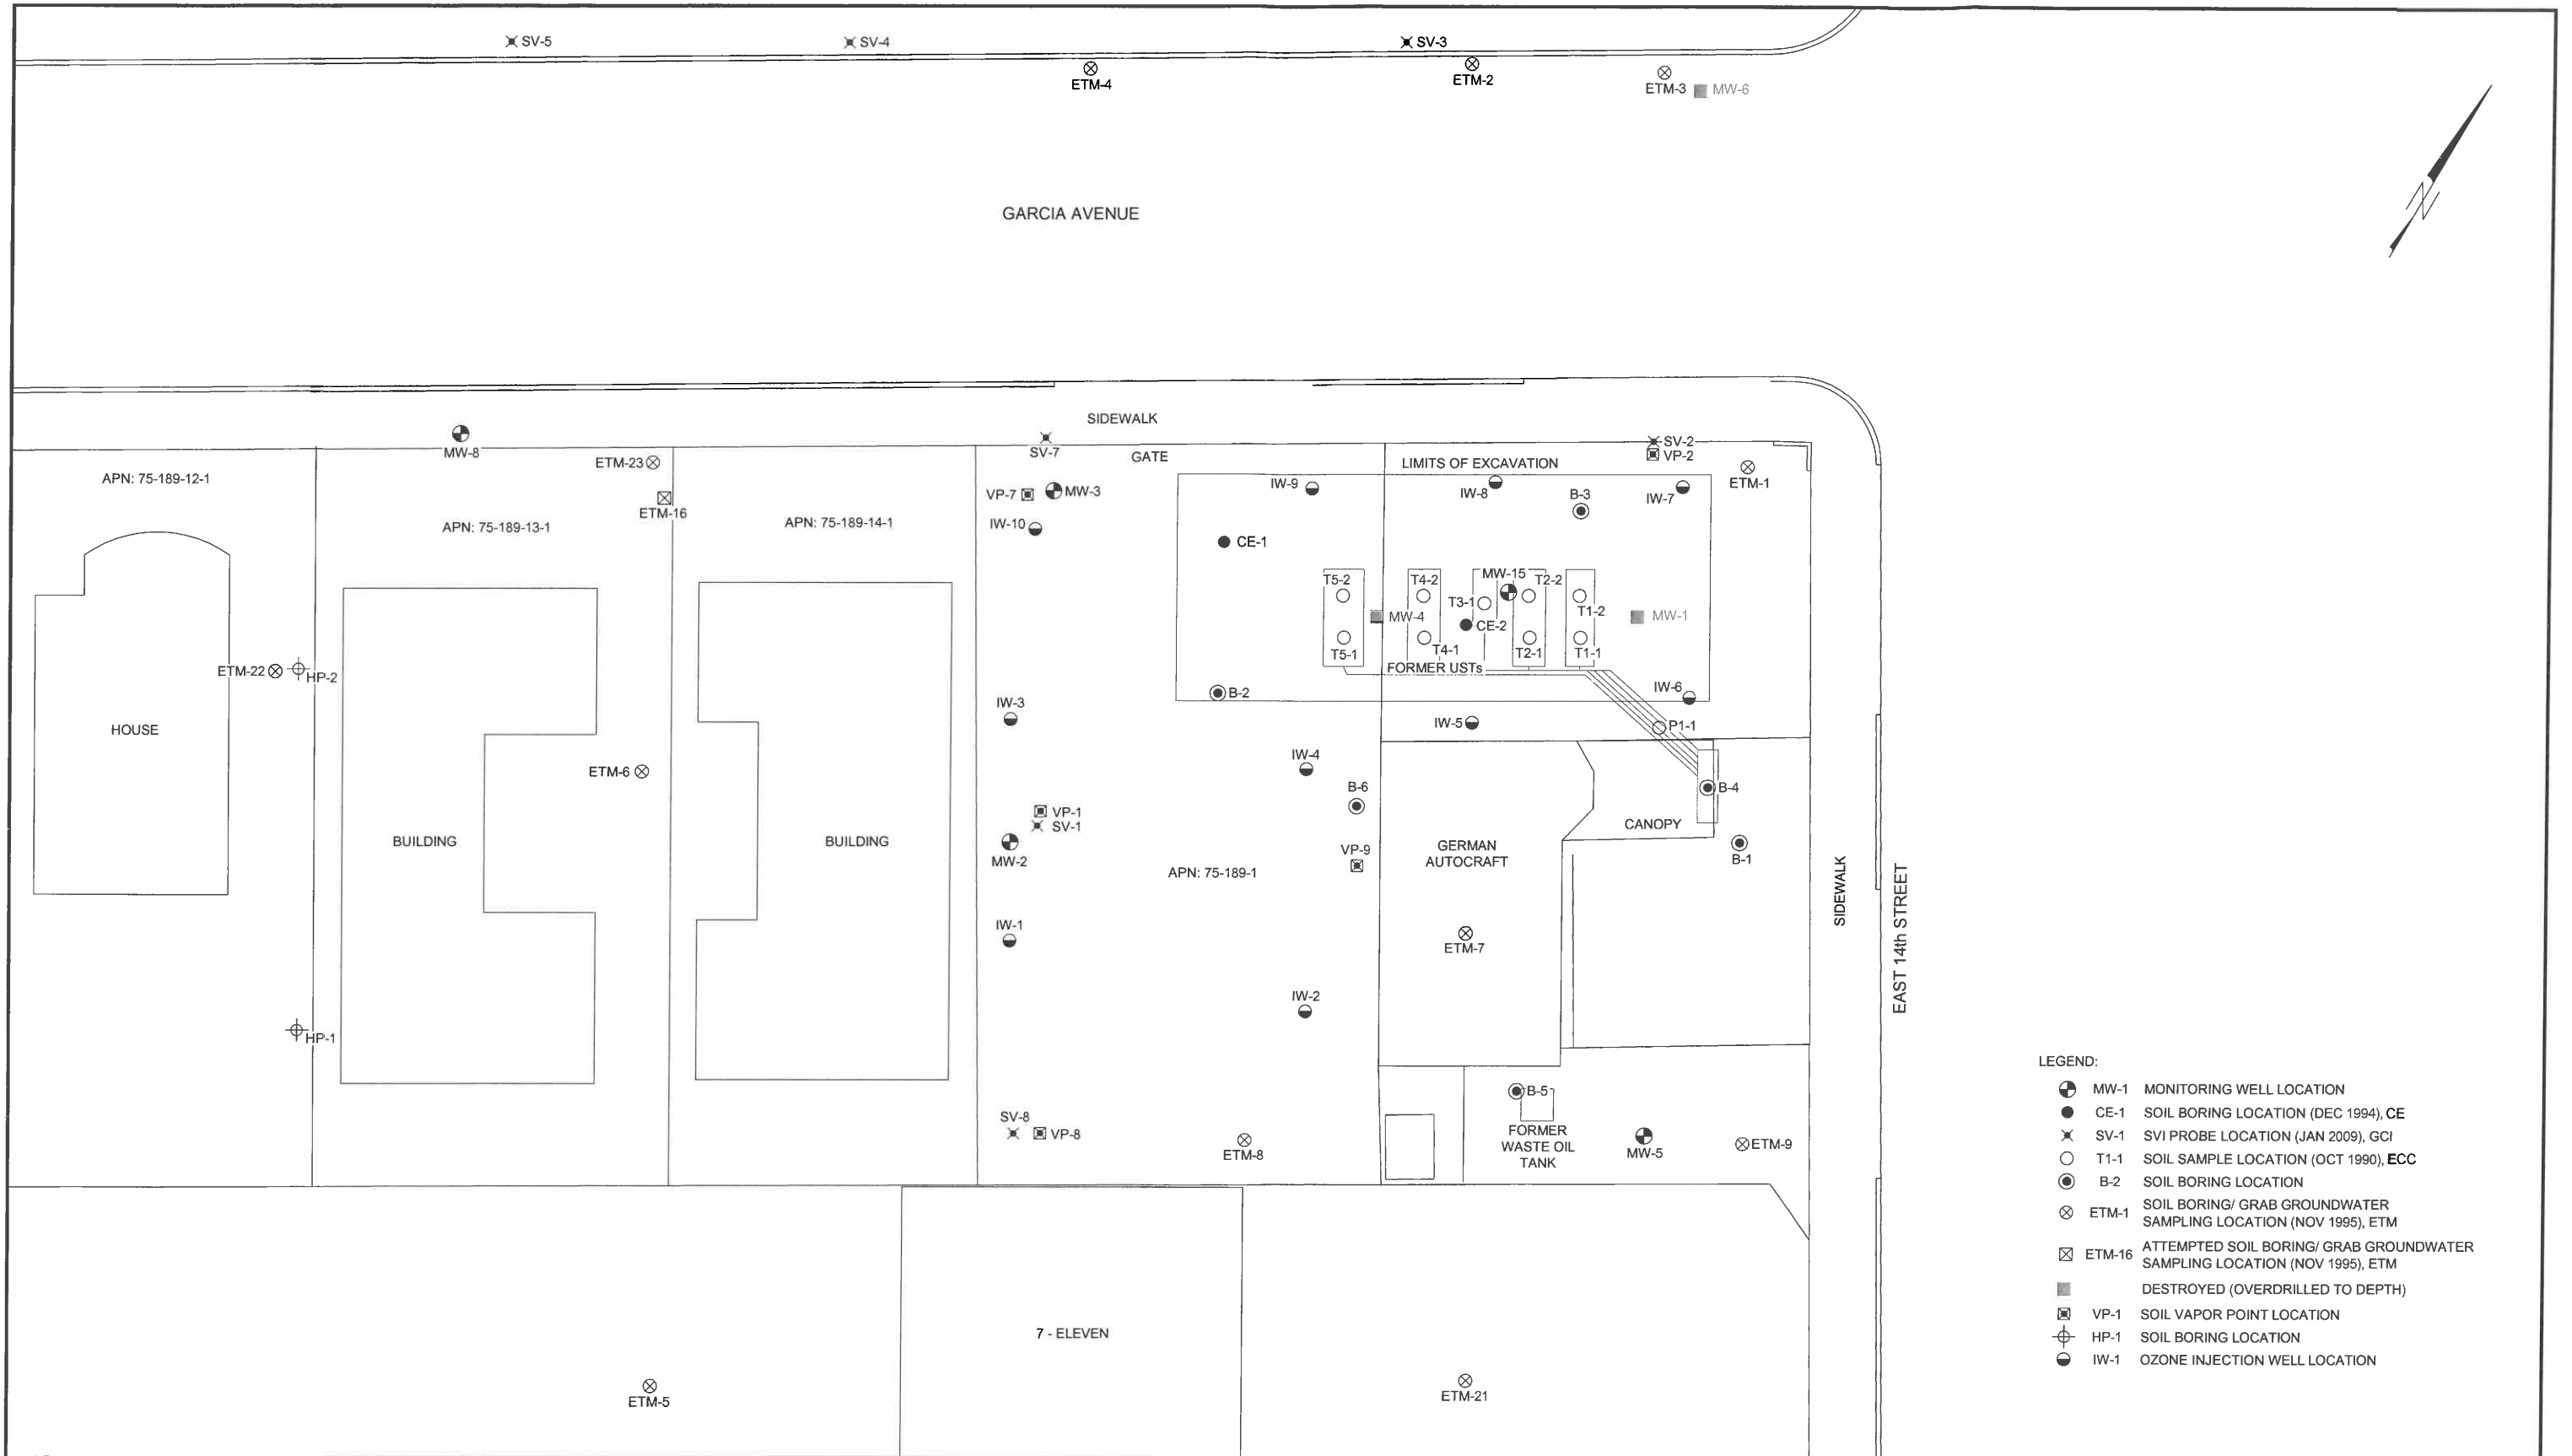 SV-5
SV-4
SV-3
ETM-4
ETM-2
ETM-3
MW-6
GARCIA AVENUE
SIDEWALK
MW-8
ETM-23
SV-7
GATE
SV-2
VP-2
LIMITS OF EXCAVATION
ETM-1
APN: 75-189-12-1
ETM-16
APN: 75-189-13-1
APN: 75-189-14-1
VP-7
MW-3
IW-10
IW-9
IW-8
B-3
IW-7
CE-1
T5-2
T4-2
MW-15
T2-2
T3-1
T1-2
MW-4
CE-2
MW-1
T5-1
T4-1
T2-1
T1-1
FORMER USTs
ETM-22
HP-2
B-2
IW-6
IW-3
IW-5
P1-1
HOUSE
IW-4
ETM-6
B-6
B-4
VP-1
SV-1
CANOPY
BUILDING
BUILDING
MW-2
VP-9
GERMAN
AUTOCRAFT
B-1
APN: 75-189-1
SIDEWALK
EAST 14th STREET
IW-1
ETM-7
IW-2
HP-1
B-5
SV-8
VP-8
ETM-8
FORMER
WASTE OIL
TANK
MW-5
ETM-9
7 - ELEVEN
ETM-5
ETM-21
LEGEND:
MW-1 MONITORING WELL LOCATION
CE-1 SOIL BORING LOCATION (DEC 1994), CE
SV-1 SVI PROBE LOCATION (JAN 2009), GCI
T1-1 SOIL SAMPLE LOCATION (OCT 1990), ECC
B-2 SOIL BORING LOCATION
ETM-1 SOIL BORING/ GRAB GROUNDWATER
SAMPLING LOCATION (NOV 1995), ETM
ETM-16 ATTEMPTED SOIL BORING/ GRAB GROUNDWATER
SAMPLING LOCATION (NOV 1995), ETM
DESTROYED (OVERDRILLED TO DEPTH)
VP-1 SOIL VAPOR POINT LOCATION
HP-1 SOIL BORING LOCATION
IW-1 OZONE INJECTION WELL LOCATION